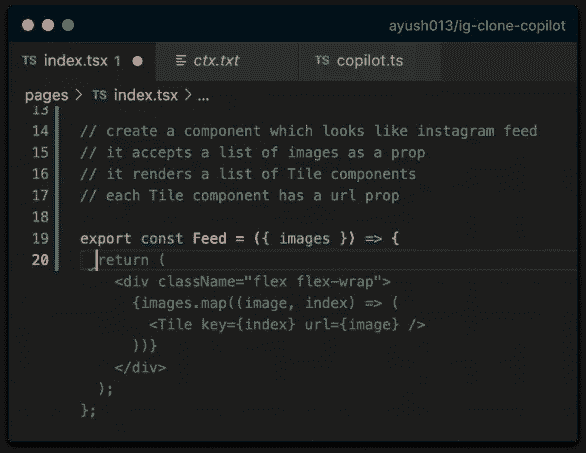 ayush013/ig-clone-copilot
TS index.tsx 1 ctx.txt TS copilot.ts
pages > TS index.tsx > ...
13
14 // create a component which looks like instagram feed
15 // it accepts a list of images as a prop
16 // it renders a list of Tile components
17 // each Tile component has a url prop
18
19 export const Feed = ({ images }) => {
20 return (
<div className="flex flex-wrap">
{images.map((image, index) => (
<Tile key={index} url={image} />
))}
</div>
);
};